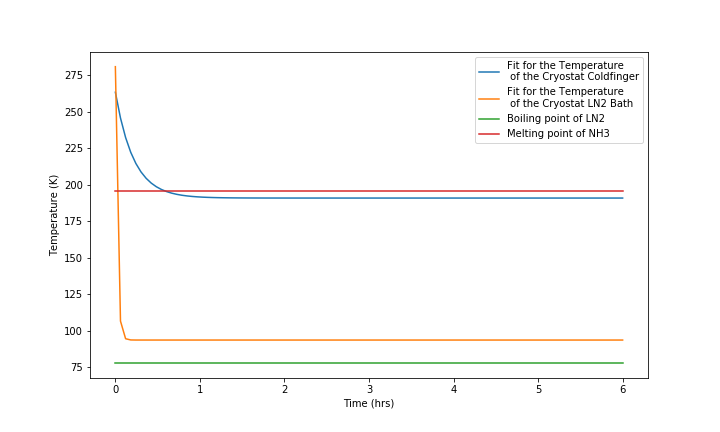 Fit for the Temperature
of the Cryostat Coldfinger
Fit for the Temperature
of the Cryostat LN2 Bath
Boiling point of LN2
Melting point of NH3
Temperature (K)
275
250
225
200
175
150
125
100
75
0 1 2 3 4 5 6
Time (hrs)